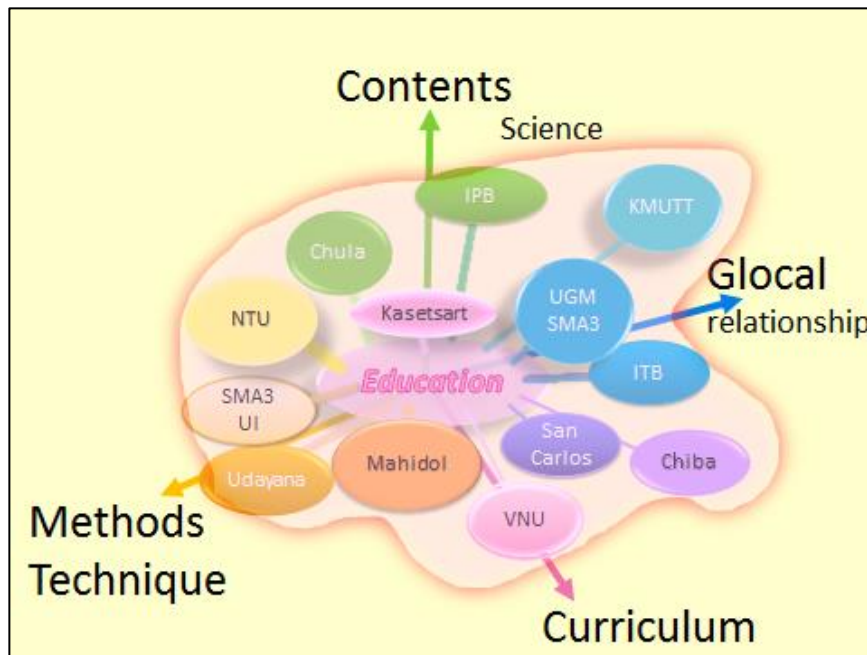 Contents
Science
IPB
KMUTT
Chula
Glocal
relationship
UGM
SMA3
Kasetsart
NTU
Education
ITB
SMA3
UI
San
Carlos
Chiba
Mahidol
Udayana
VNU
Methods
Technique
Curriculum